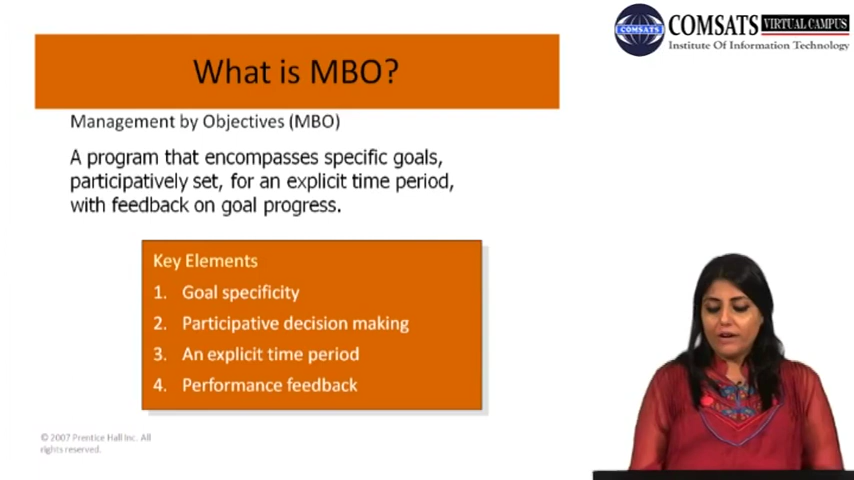 COMSATS VIRTUAL CAMPUS
COMSATS
Institute Of Information Technology
What is MBO?
Management by Objectives (MBO)
A program that encompasses specific goals,
participatively set, for an explicit time period,
with feedback on goal progress.
Key Elements
1. Goal specificity
2. Participative decision making
3. An explicit time period
4. Performance feedback
© 2007 Prentice Hall Inc. All
rights reserved.